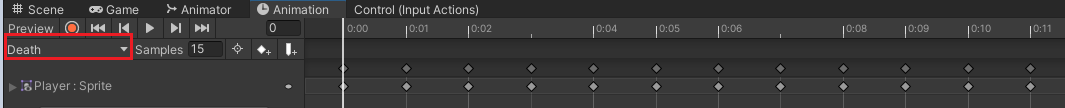 Scene Game Animator Animation Control (Input Actions)
Preview 0 0:00 0:01 0:02 0:04 0:05 0:06 0:08 0:09 0:10 0:11
Death Samples 15
Player : Sprite